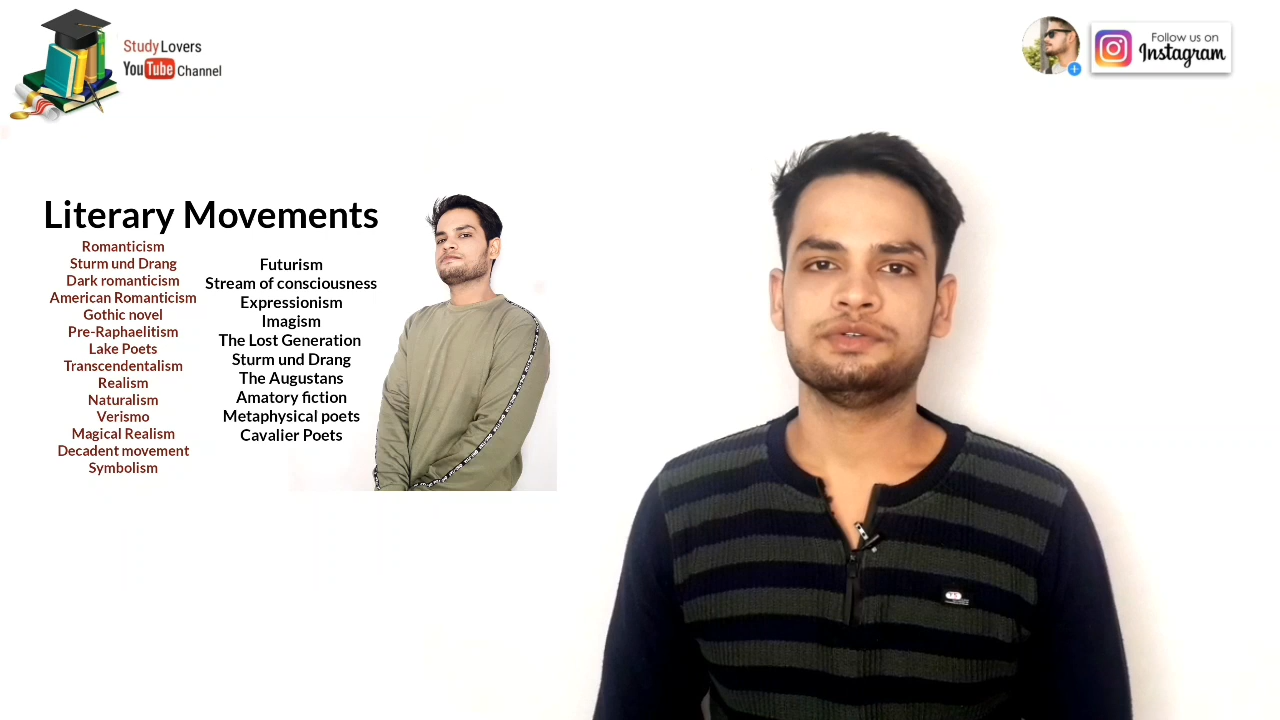 Study Lovers
YouTube Channel
Follow us on
Instagram
Literary Movements
Romanticism
Sturm und Drang
Dark romanticism
American Romanticism
Gothic novel
Pre-Raphaelitism
Lake Poets
Transcendentalism
Realism
Naturalism
Verismo
Magical Realism
Decadent movement
Symbolism
Futurism
Stream of consciousness
Expressionism
Imagism
The Lost Generation
Sturm und Drang
The Augustans
Amatory fiction
Metaphysical poets
Cavalier Poets